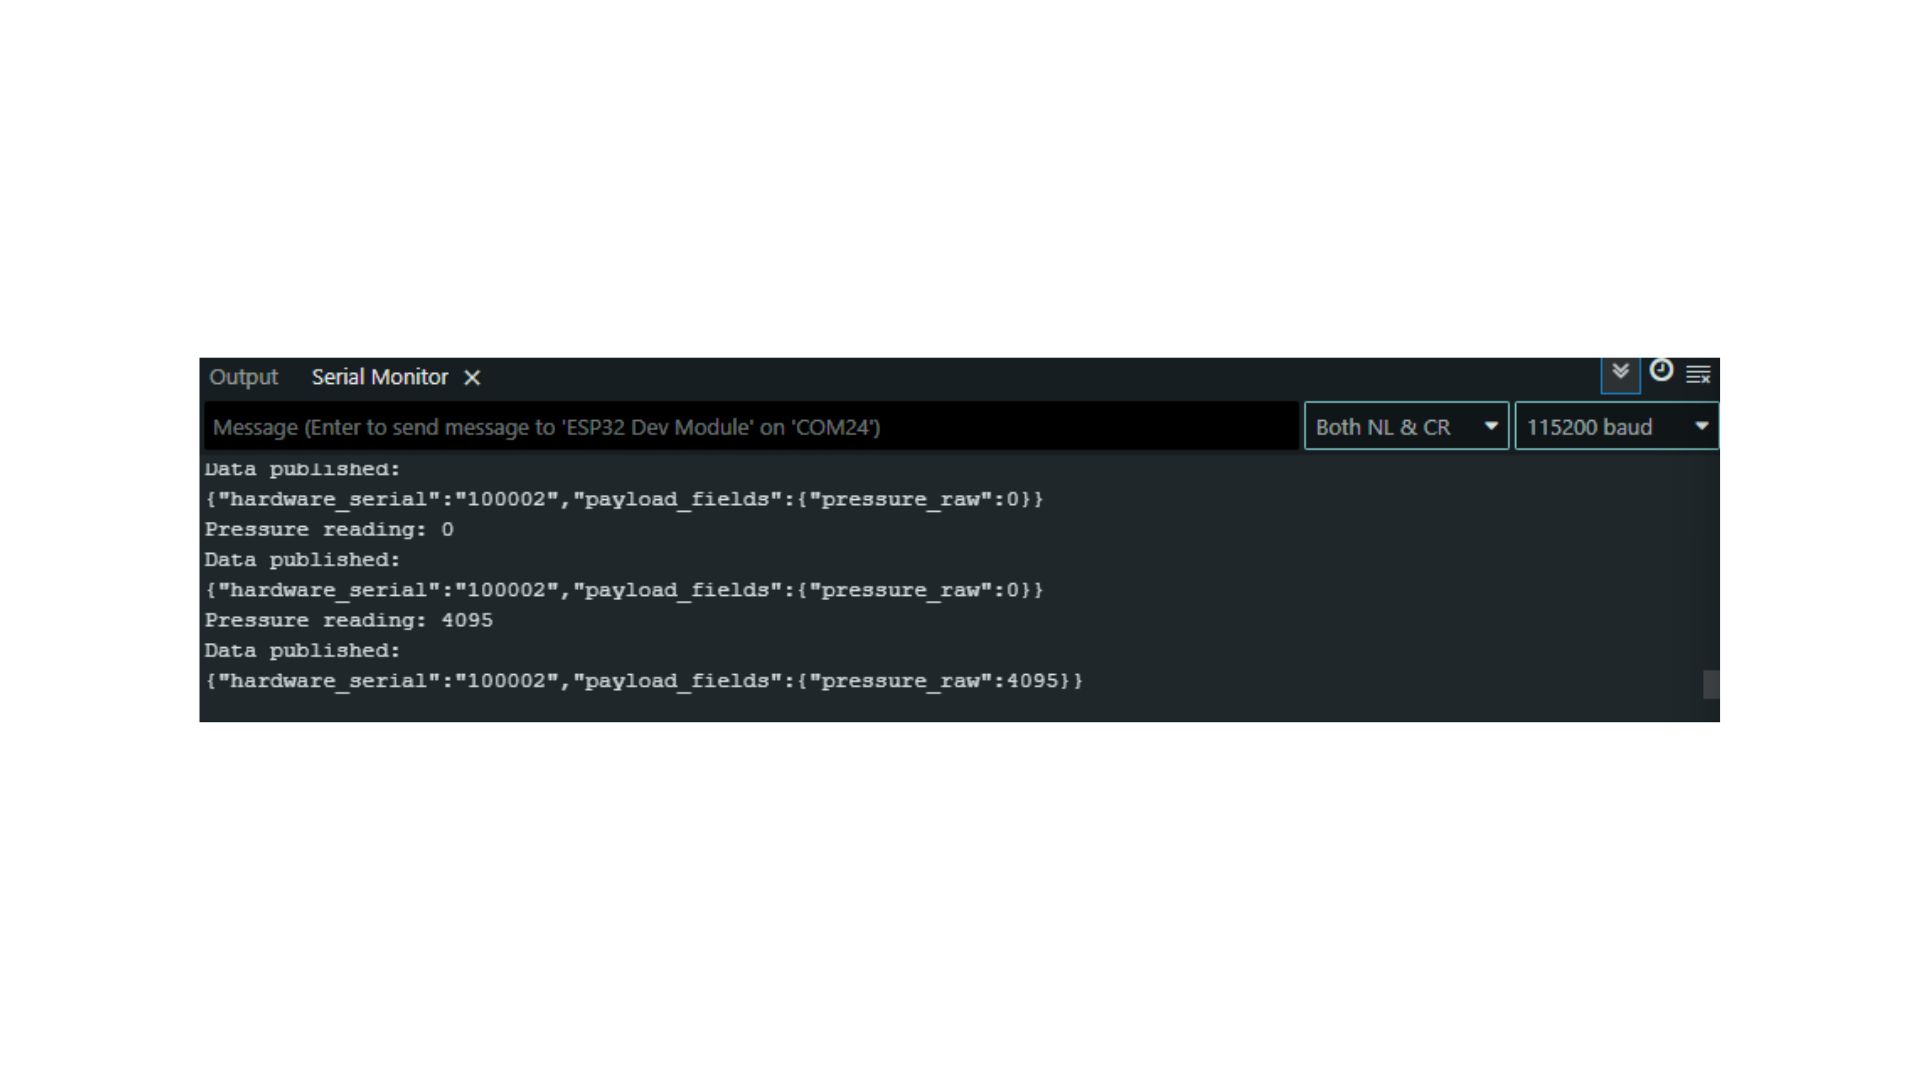 Output Serial Monitor
Message (Enter to send message to 'ESP32 Dev Module' on 'COM24') Both NL & CR 115200 baud
Data published:
{"hardware_serial":"100002","payload_fields":{"pressure_raw":0}}
Pressure reading: 0
Data published:
{"hardware_serial":"100002","payload_fields":{"pressure_raw":0}}
Pressure reading: 4095
Data published:
{"hardware_serial":"100002","payload_fields":{"pressure_raw":4095}}